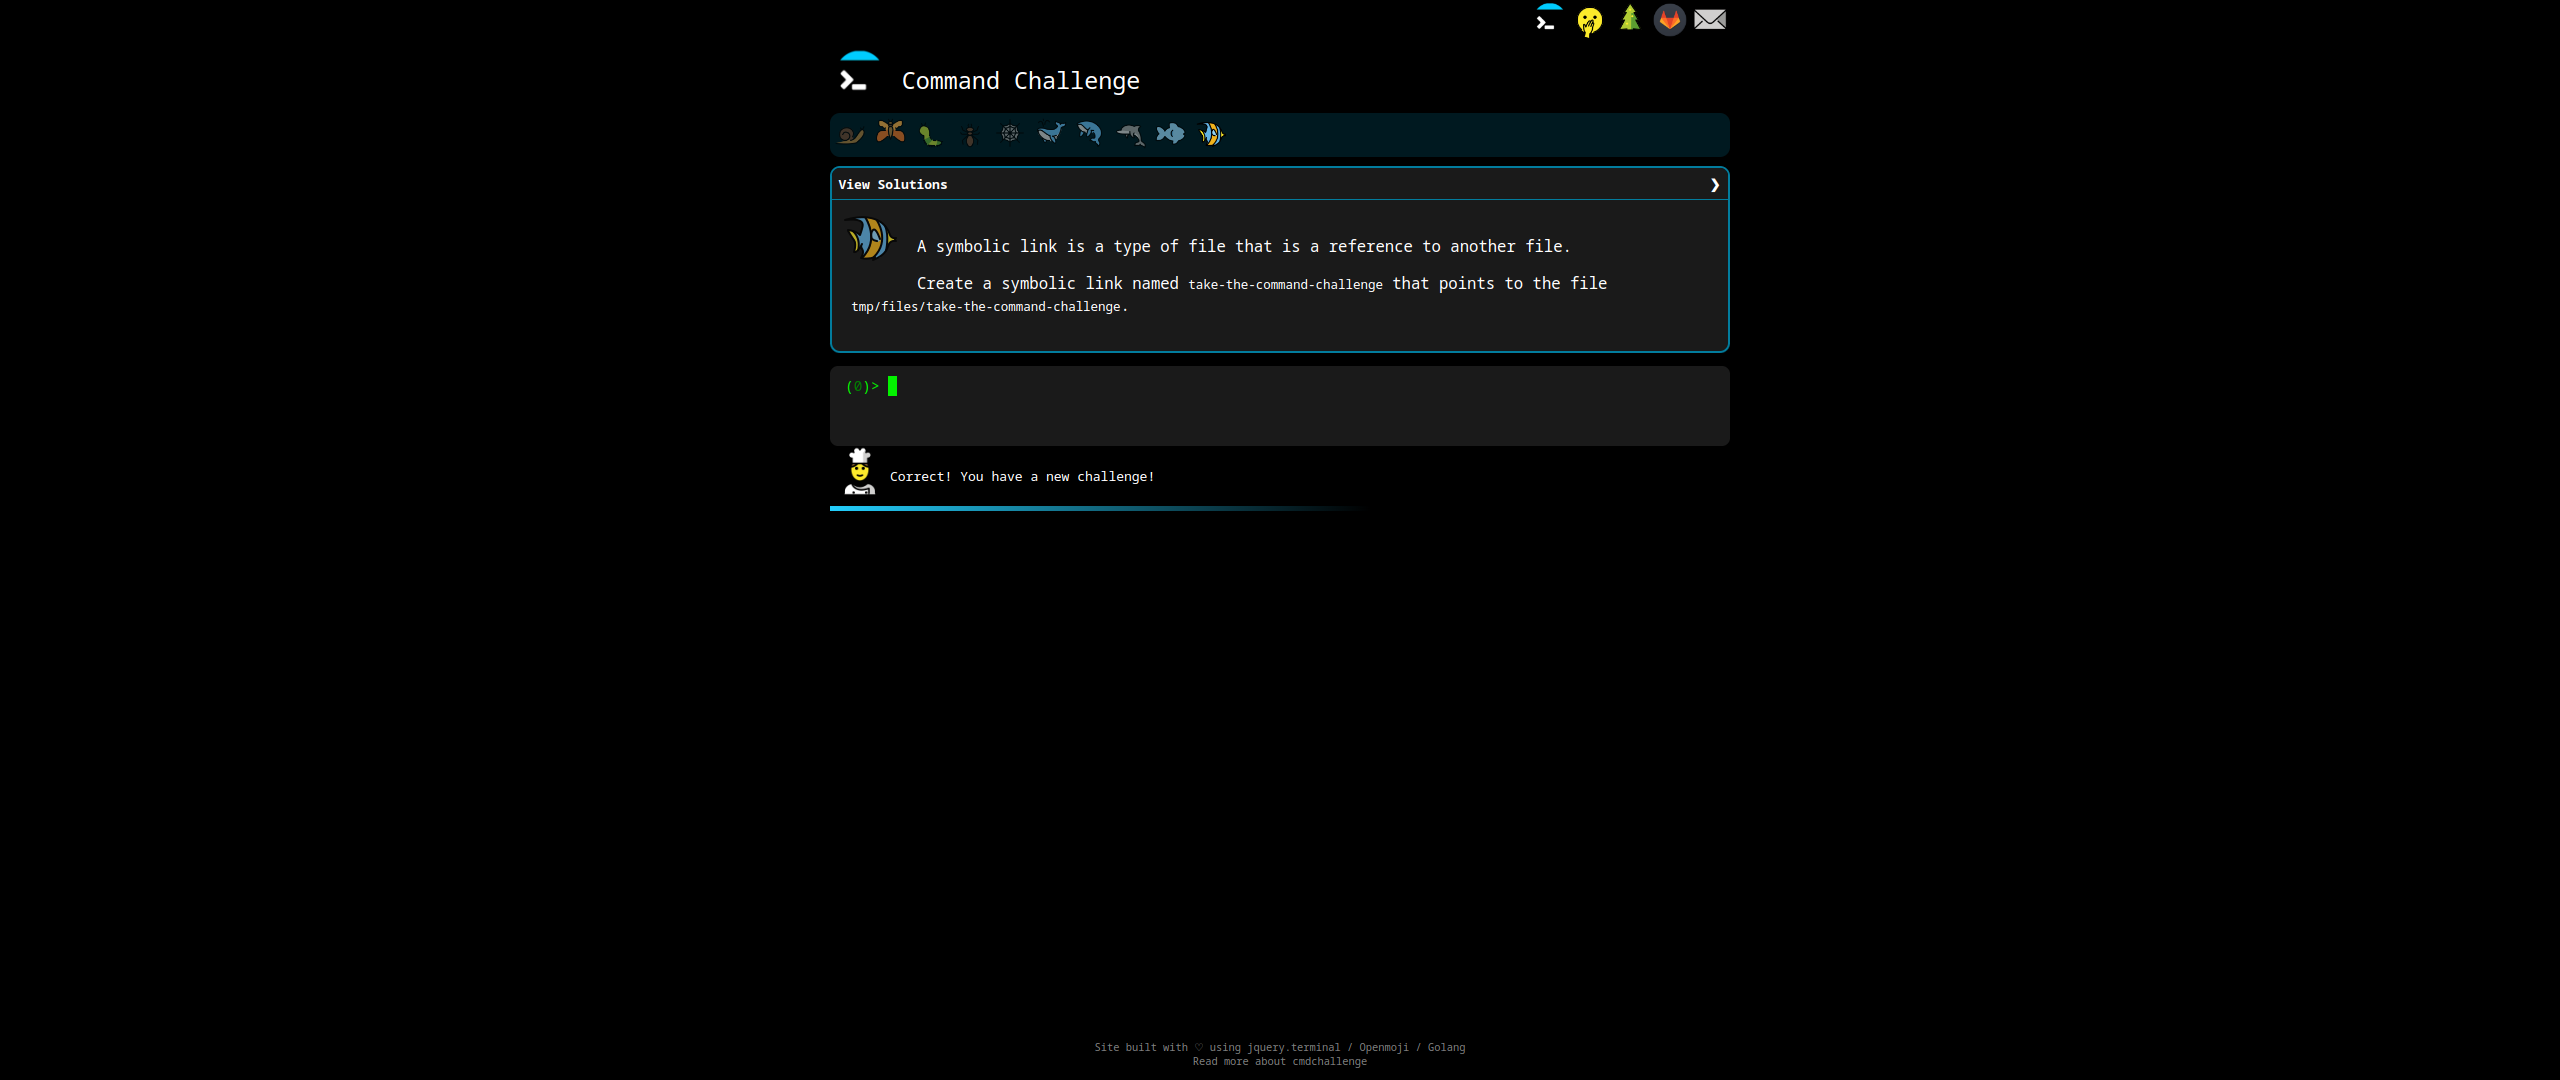 Command Challenge
View Solutions ❯
A symbolic link is a type of file that is a reference to another file.
Create a symbolic link named take-the-command-challenge that points to the file
tmp/files/take-the-command-challenge.
(0)>
Correct! You have a new challenge!
Site built with ♡ using jquery.terminal / Openmoji / Golang
Read more about cmdchallenge